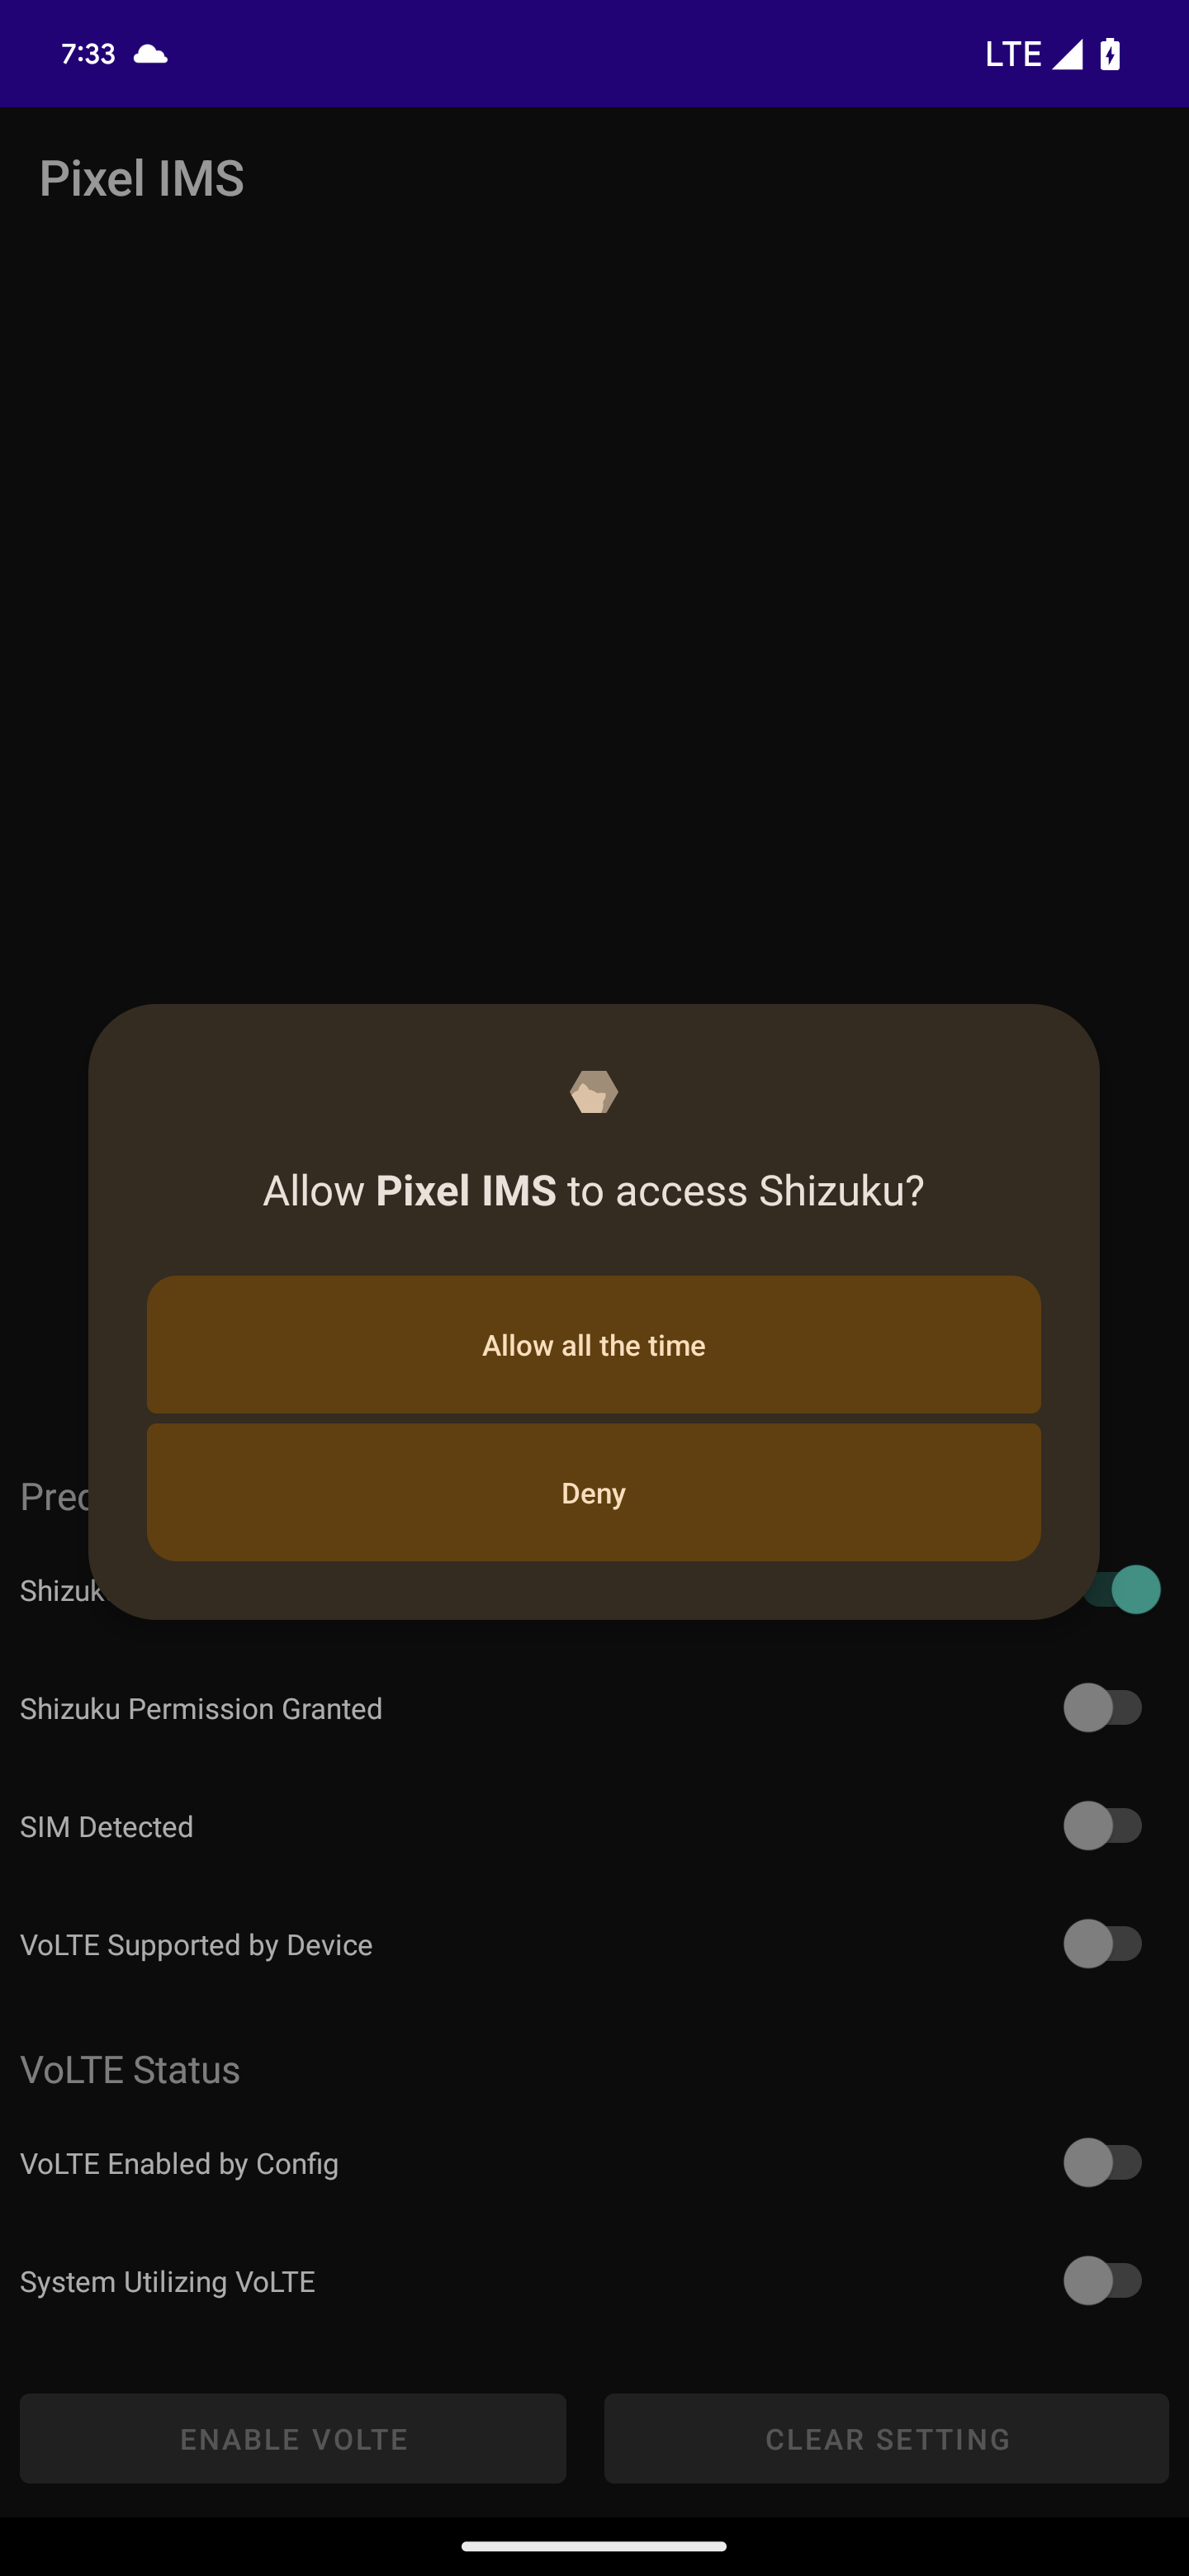 7:33
LTE
Pixel IMS
Allow Pixel IMS to access Shizuku?
Allow all the time
Deny
Shizuku Permission Granted
SIM Detected
VoLTE Supported by Device
VoLTE Status
VoLTE Enabled by Config
System Utilizing VoLTE
ENABLE VOLTE
CLEAR SETTING